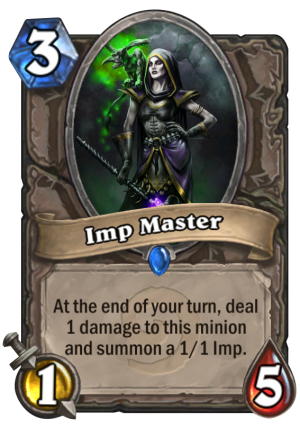 3
Imp Master
At the end of your turn, deal
1 damage to this minion
and summon a 1/1 Imp.
1
5